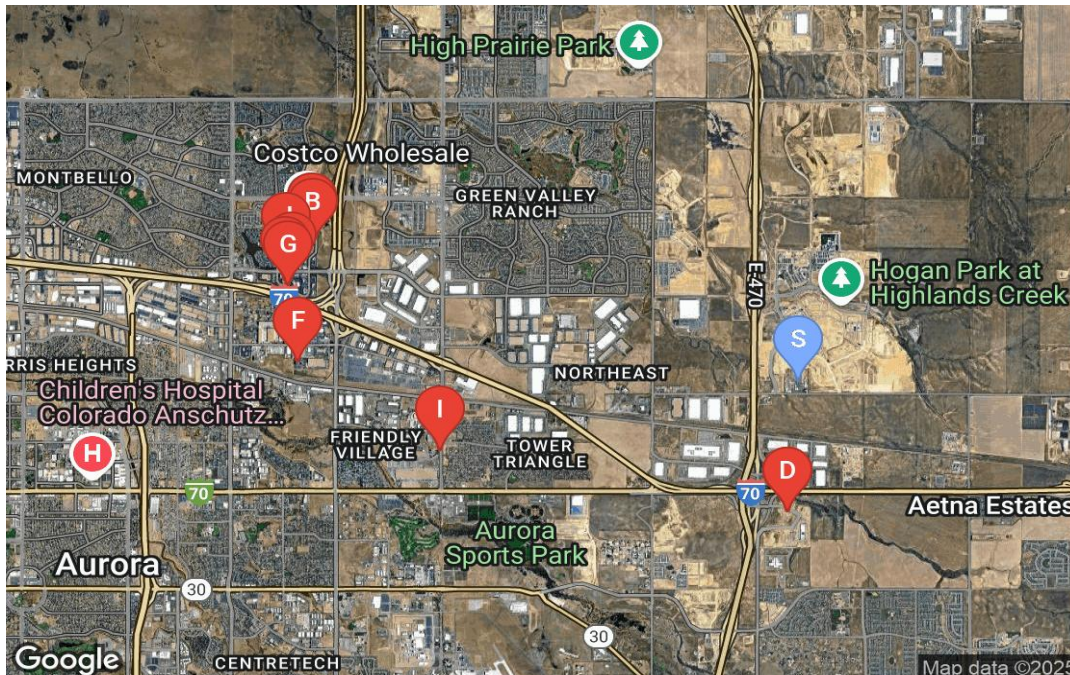 High Prairie Park
Costco Wholesale
MONTBELLO
B
GREEN VALLEY
RANCH
G
E-470
Hogan Park at
Highlands Creek
70
F
S
RRIS HEIGHTS
NORTHEAST
Children's Hospital
Colorado Anschutz...
I
FRIENDLY
VILLAGE
TOWER
TRIANGLE
H
D
70
70
Aetna Estates
Aurora
Sports Park
Aurora
30
30
Google
CENTRETECH
Map data ©2025